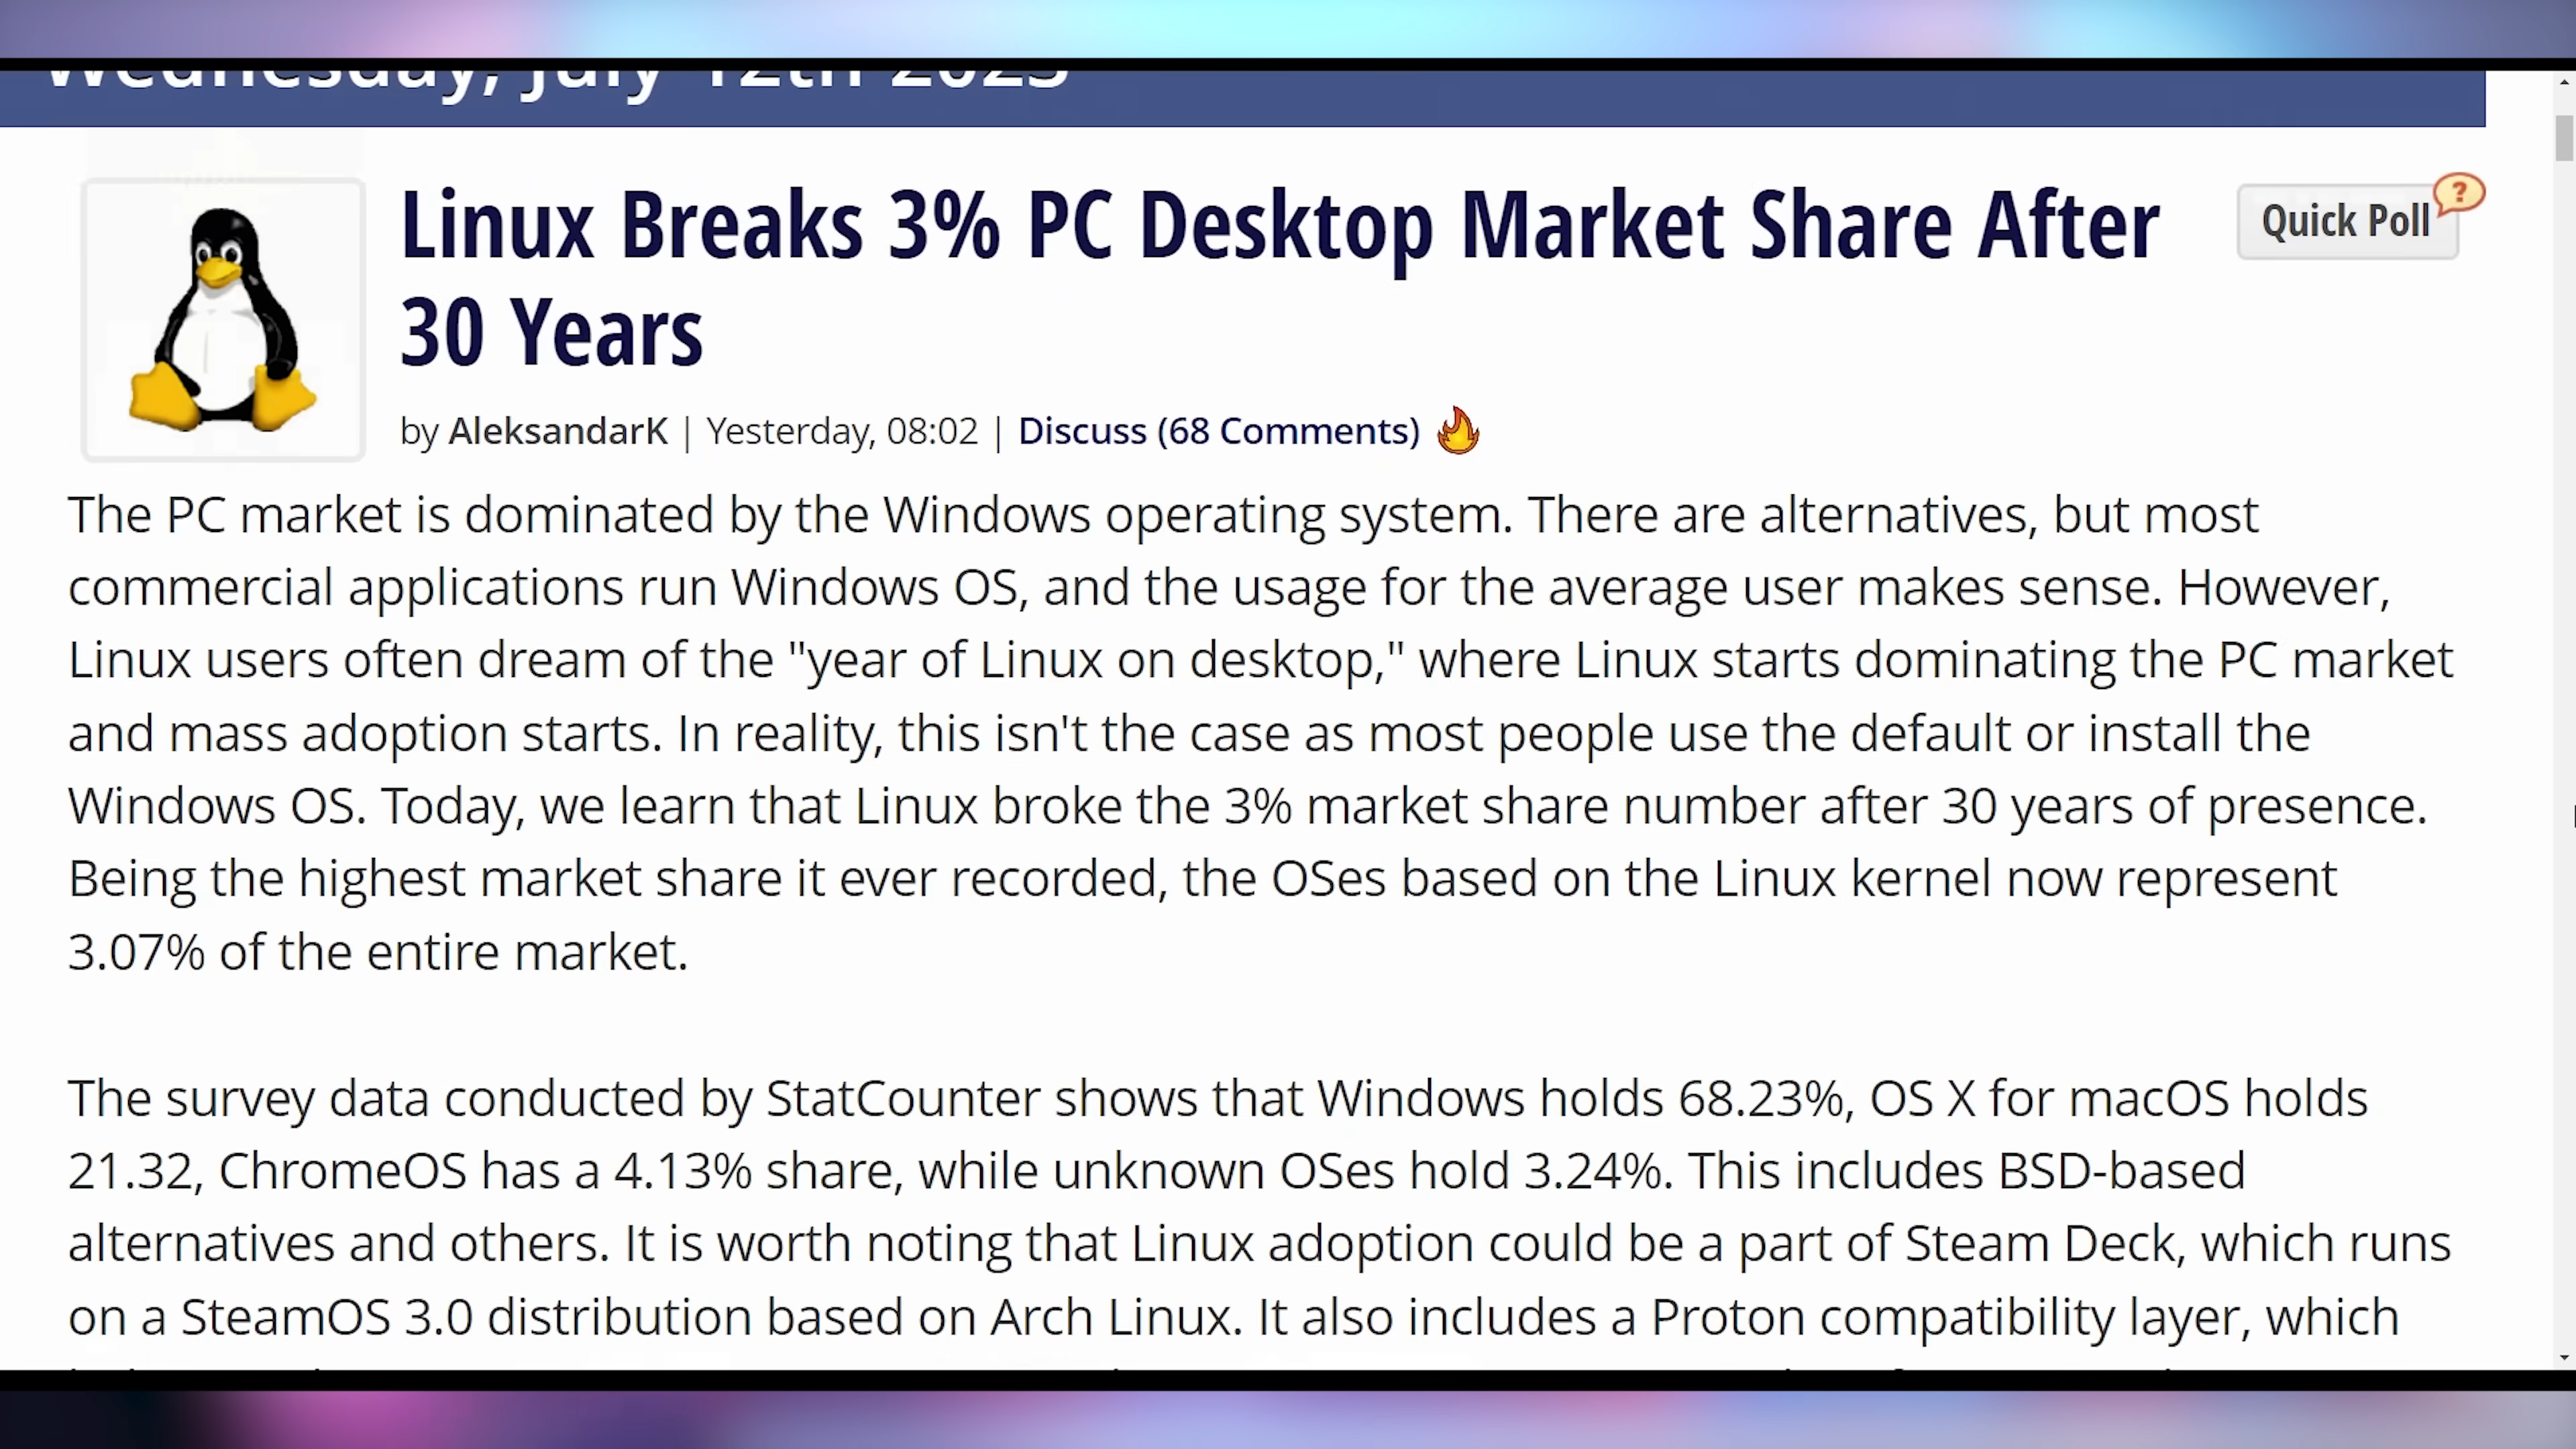 Wednesday, July 12th 2023
Linux Breaks 3% PC Desktop Market Share After
30 Years
Quick Poll
?
by AleksandarK | Yesterday, 08:02 | Discuss (68 Comments)
The PC market is dominated by the Windows operating system. There are alternatives, but most
commercial applications run Windows OS, and the usage for the average user makes sense. However,
Linux users often dream of the "year of Linux on desktop," where Linux starts dominating the PC market
and mass adoption starts. In reality, this isn't the case as most people use the default or install the
Windows OS. Today, we learn that Linux broke the 3% market share number after 30 years of presence.
Being the highest market share it ever recorded, the OSes based on the Linux kernel now represent
3.07% of the entire market.
The survey data conducted by StatCounter shows that Windows holds 68.23%, OS X for macOS holds
21.32, ChromeOS has a 4.13% share, while unknown OSes hold 3.24%. This includes BSD-based
alternatives and others. It is worth noting that Linux adoption could be a part of Steam Deck, which runs
on a SteamOS 3.0 distribution based on Arch Linux. It also includes a Proton compatibility layer, which